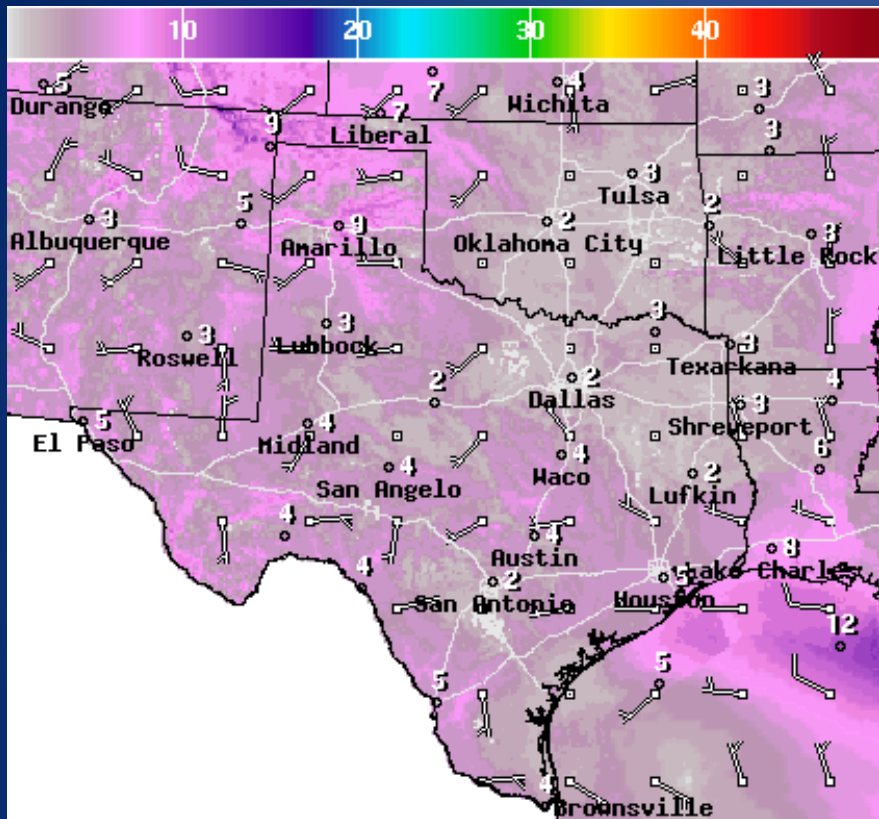 10 20 30 40
5 7 4 3
Durango Wichita
7
Liberal
9 3
3
Tulsa
3 5 9 2 2 3
Albuquerque Amarillo Oklahoma City Little Rock
3 3 3 3
Roswell Lubbock Texarkana
2 2
Dallas
5 4 3 4
El Paso Midland Shreveport
4 4 2 6
San Angelo Waco Lufkin
4 4 8
Austin
4 2 5 Lake Charles
San Antonio Houston
12
5 5
4
Brownsville